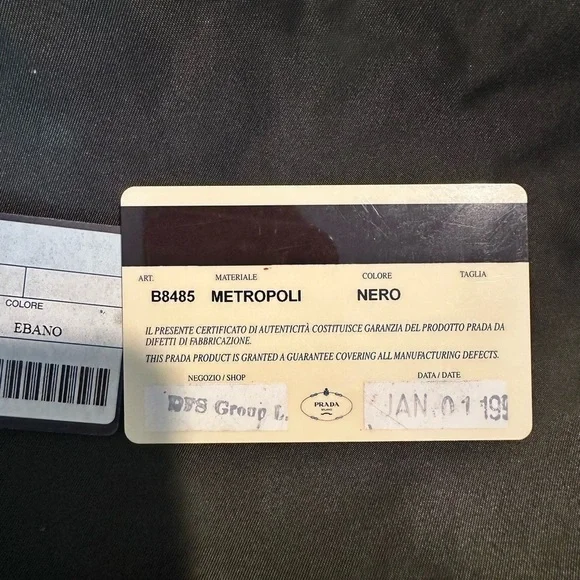 ART. MATERIALE COLORE TAGLIA
B8485 METROPOLI NERO
IL PRESENTE CERTIFICATO DI AUTENTICITÀ COSTITUISCE GARANZIA DEL PRODOTTO PRADA DA
DIFETTI DI FABBRICAZIONE.
THIS PRADA PRODUCT IS GRANTED A GUARANTEE COVERING ALL MANUFACTURING DEFECTS.
NEGOZIO / SHOP DATA / DATE
DFS Group L. PRADA JAN 01 199
MILANO
COLORE
EBANO